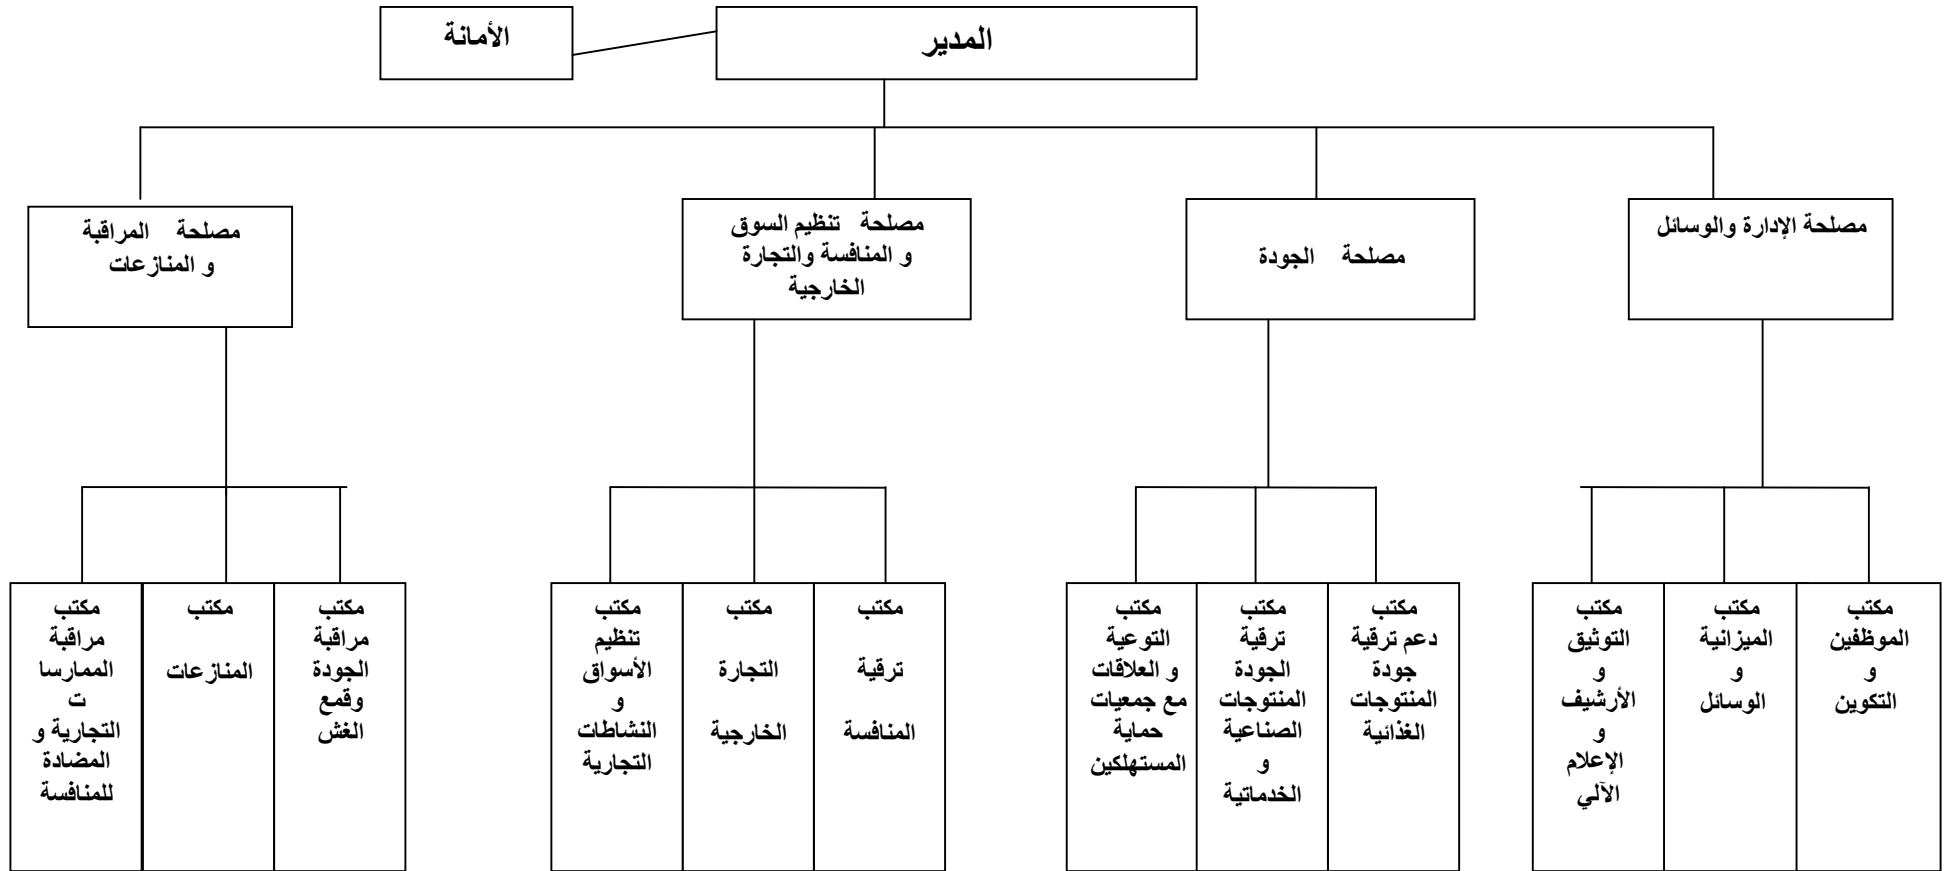 المدير
الأمانة
مصلحة الإدارة والوسائل
مصلحة الجودة
مصلحة تنظيم السوق
و المنافسة والتجارة
الخارجية
مصلحة المراقبة
و المنازعات
مكتب
الموظفين
و
التكوين
مكتب
الميزانية
و
الوسائل
مكتب
التوثيق
و
الأرشيف
و
الإعلام
الآلي
مكتب
دعم ترقية
جودة
المنتوجات
الغذائية
مكتب
ترقية
الجودة
المنتوجات
الصناعية
و
الخدماتية
مكتب
التوعية
و العلاقات
مع جمعيات
حماية
المستهلكين
مكتب
ترقية
المنافسة
مكتب
التجارة
الخارجية
مكتب
تنظيم
الأسواق
و
النشاطات
التجارية
مكتب
مراقبة
الجودة
وقمع
الغش
مكتب
المنازعات
مكتب
مراقبة
الممارسا
ت
التجارية و
المضادة
للمنافسة